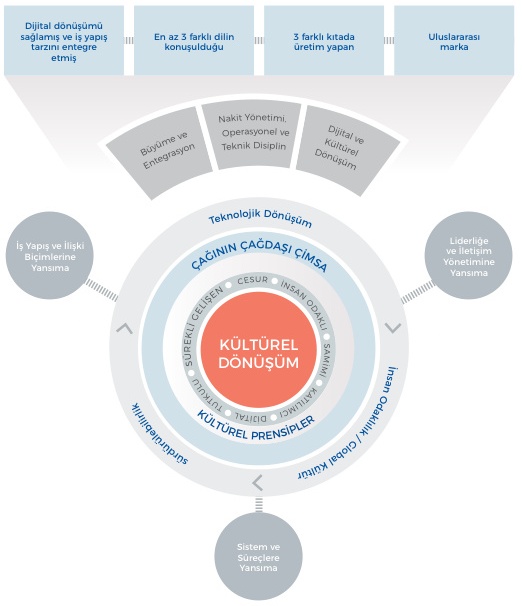 Dijital dönüşümü
sağlamış ve iş yapış
tarzını entegre
etmiş
En az 3 farklı dilin
konuşulduğu
3 farklı kıtada
üretim yapan
Uluslararası
marka
Büyüme ve
Entegrasyon
Nakit Yönetimi,
Operasyonel ve
Teknik Disiplin
Dijital ve
Kültürel
Dönüşüm
Teknolojik Dönüşüm
İş Yapış ve İlişki
Biçimlerine
Yansıma
Liderliğe
ve İletişim
Yönetimine
Yansıma
ÇAĞININ ÇAĞDAŞI ÇİMSA
CESUR
İNSAN ODAKLI
SAMİMİ
KATILIMCI
DİJİTAL
TUTKULU
SÜREKLİ GELİŞEN
KÜLTÜREL
DÖNÜŞÜM
KÜLTÜREL PRENSİPLER
sürdürülebilirlik
İnsan Odaklılık / Global Kültür
Sistem ve
Süreçlere
Yansıma